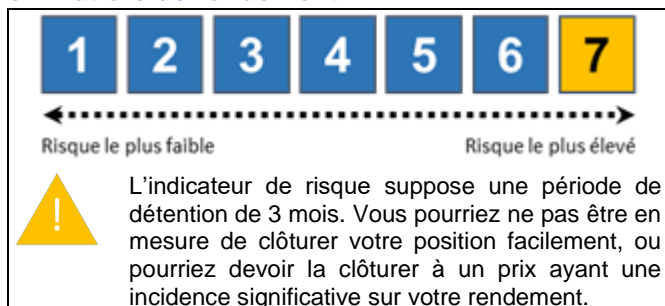 1 2 3 4 5 6 7
Risque le plus faible Risque le plus élevé
! L'indicateur de risque suppose une période de
détention de 3 mois. Vous pourriez ne pas être en
mesure de clôturer votre position facilement, ou
pourriez devoir la clôturer à un prix ayant une
incidence significative sur votre rendement.